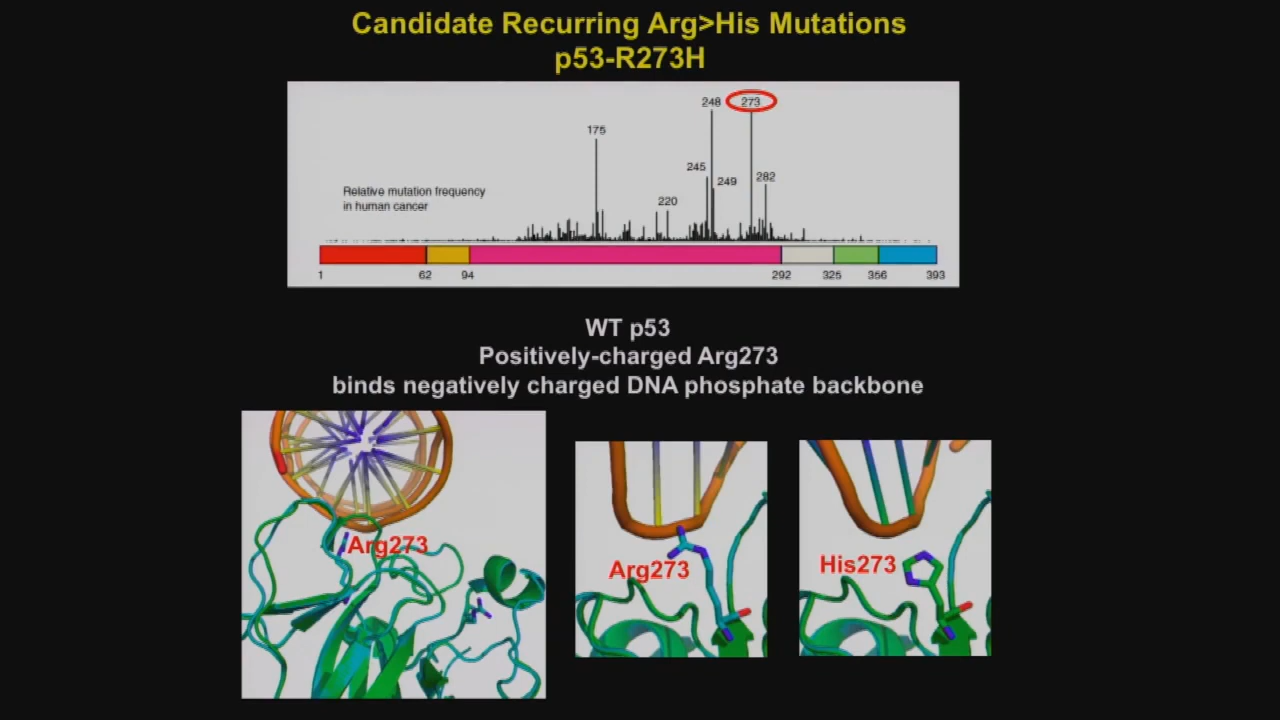 Candidate Recurring Arg>His Mutations
p53-R273H
248
273
175
245
249
282
220
Relative mutation frequency
in human cancer
1
62
94
292
325
356
393
WT p53
Positively-charged Arg273
binds negatively charged DNA phosphate backbone
Arg273
Arg273
His273